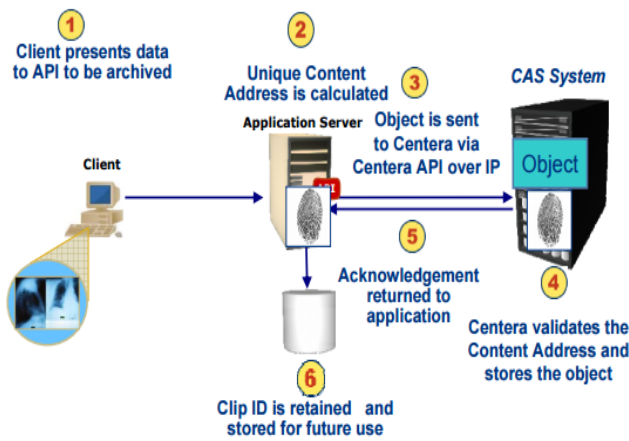 1
Client presents data
to API to be archived
2
Unique Content
Address is calculated
3
Object is sent
to Centera via
Centera API over IP
CAS System
Application Server
Client
Object
5
Acknowledgement
returned to
application
4
Centera validates the
Content Address and
stores the object
6
Clip ID is retained and
stored for future use